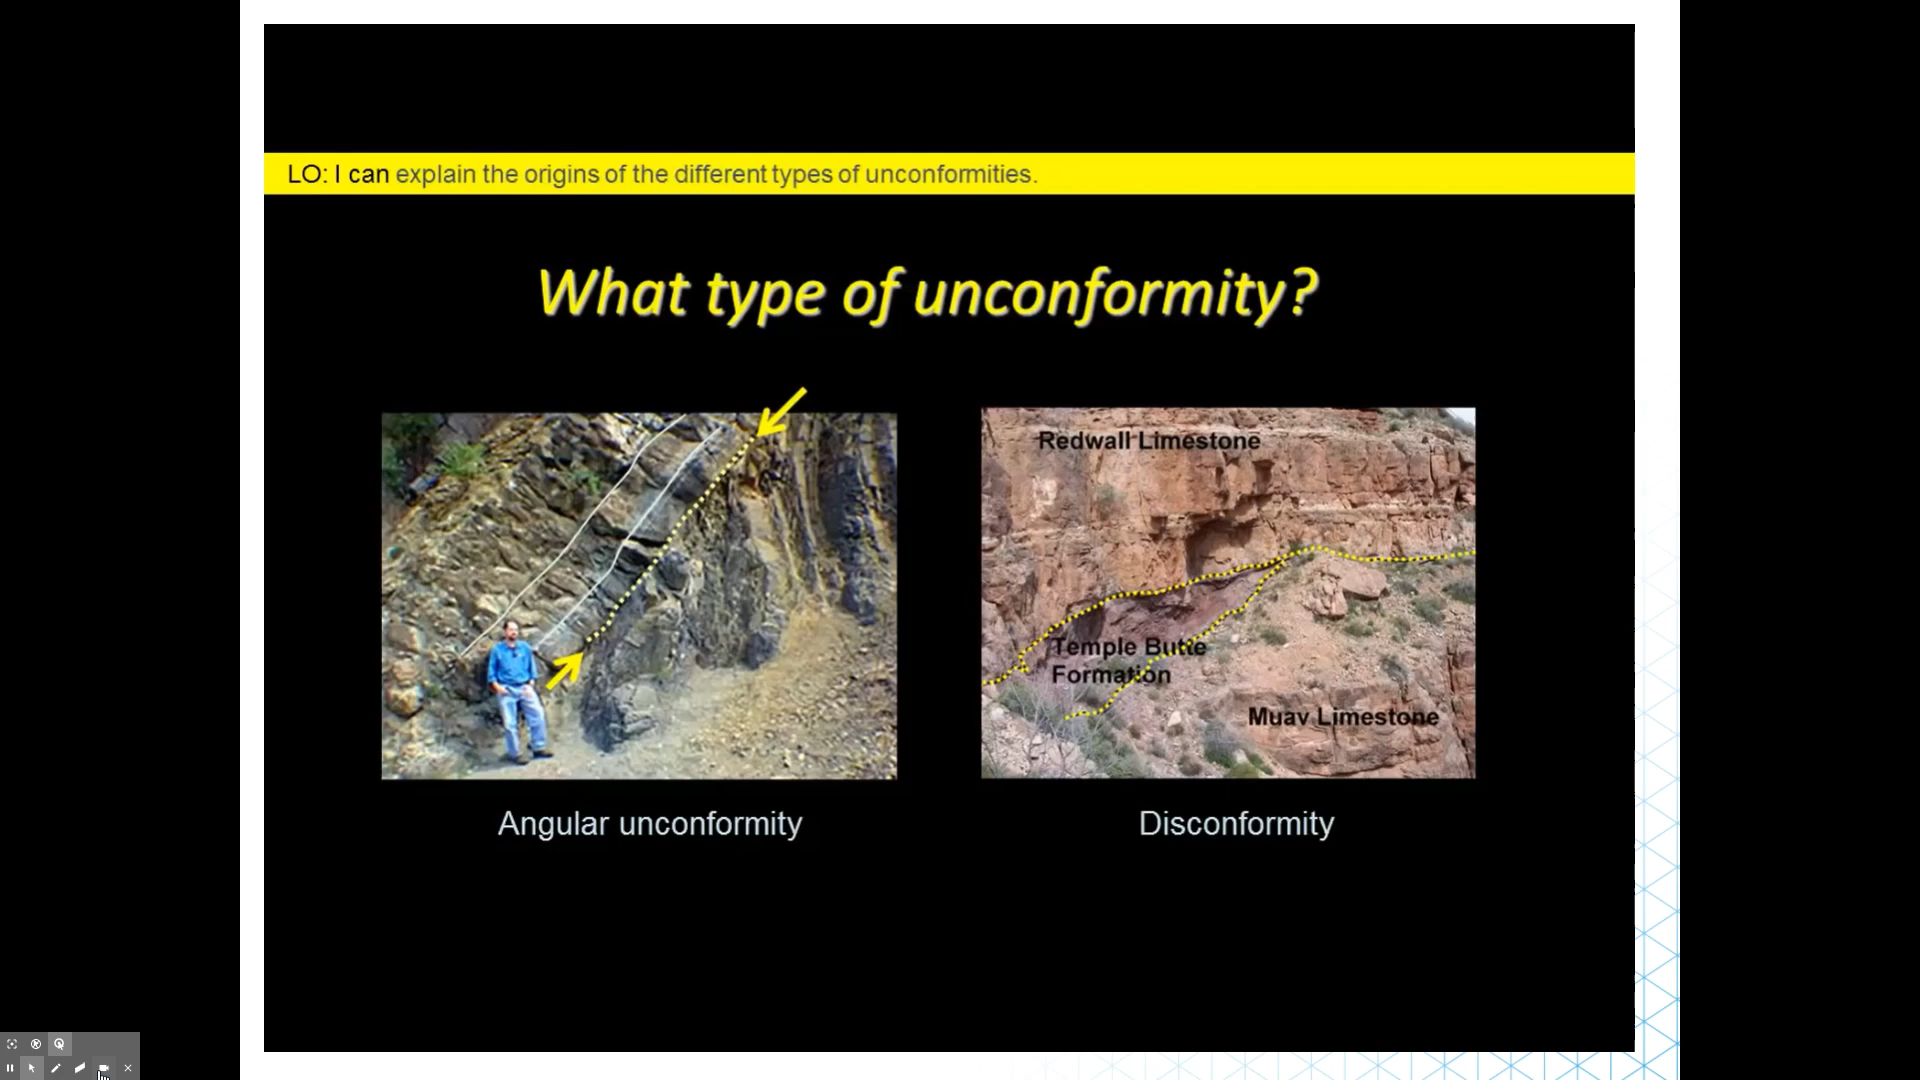 LO: I can explain the origins of the different types of unconformities.
What type of unconformity?
Redwall Limestone
Temple Butte
Formation
Muav Limestone
Angular unconformity
Disconformity